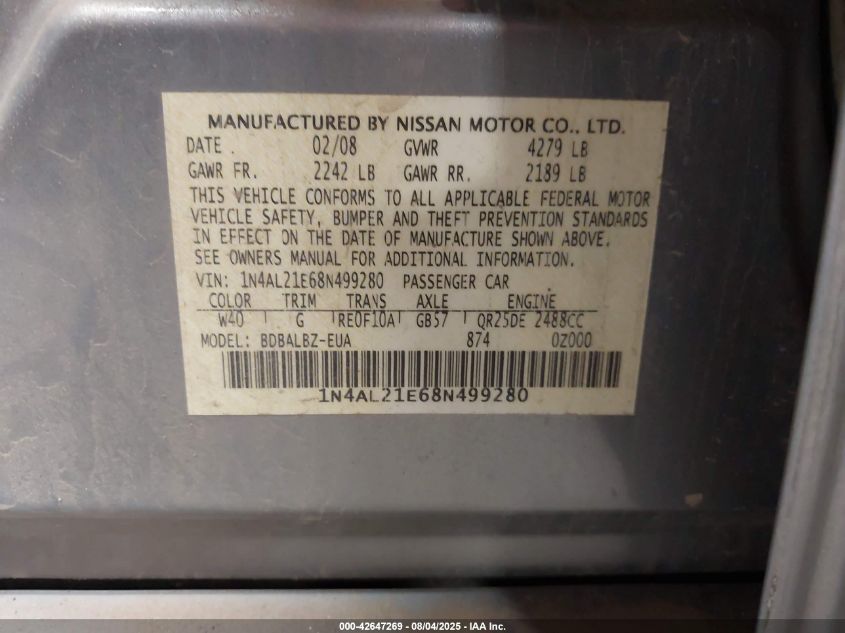 MANUFACTURED BY NISSAN MOTOR CO., LTD.
DATE 02/08 GVWR 4279 LB
GAWR FR. 2242 LB GAWR RR. 2189 LB
THIS VEHICLE CONFORMS TO ALL APPLICABLE FEDERAL MOTOR
VEHICLE SAFETY, BUMPER AND THEFT PREVENTION STANDARDS
IN EFFECT ON THE DATE OF MANUFACTURE SHOWN ABOVE.
SEE OWNERS MANUAL FOR ADDITIONAL INFORMATION.
VIN: 1N4AL21E68N499280 PASSENGER CAR
COLOR TRIM TRANS AXLE ENGINE
W40 G RE0F10A GB57 QR25DE 2488CC
MODEL: BDBALBZ-EUA 874 0Z000
1N4AL21E68N499280
000-42647269 - 08/04/2025 - IAA Inc.